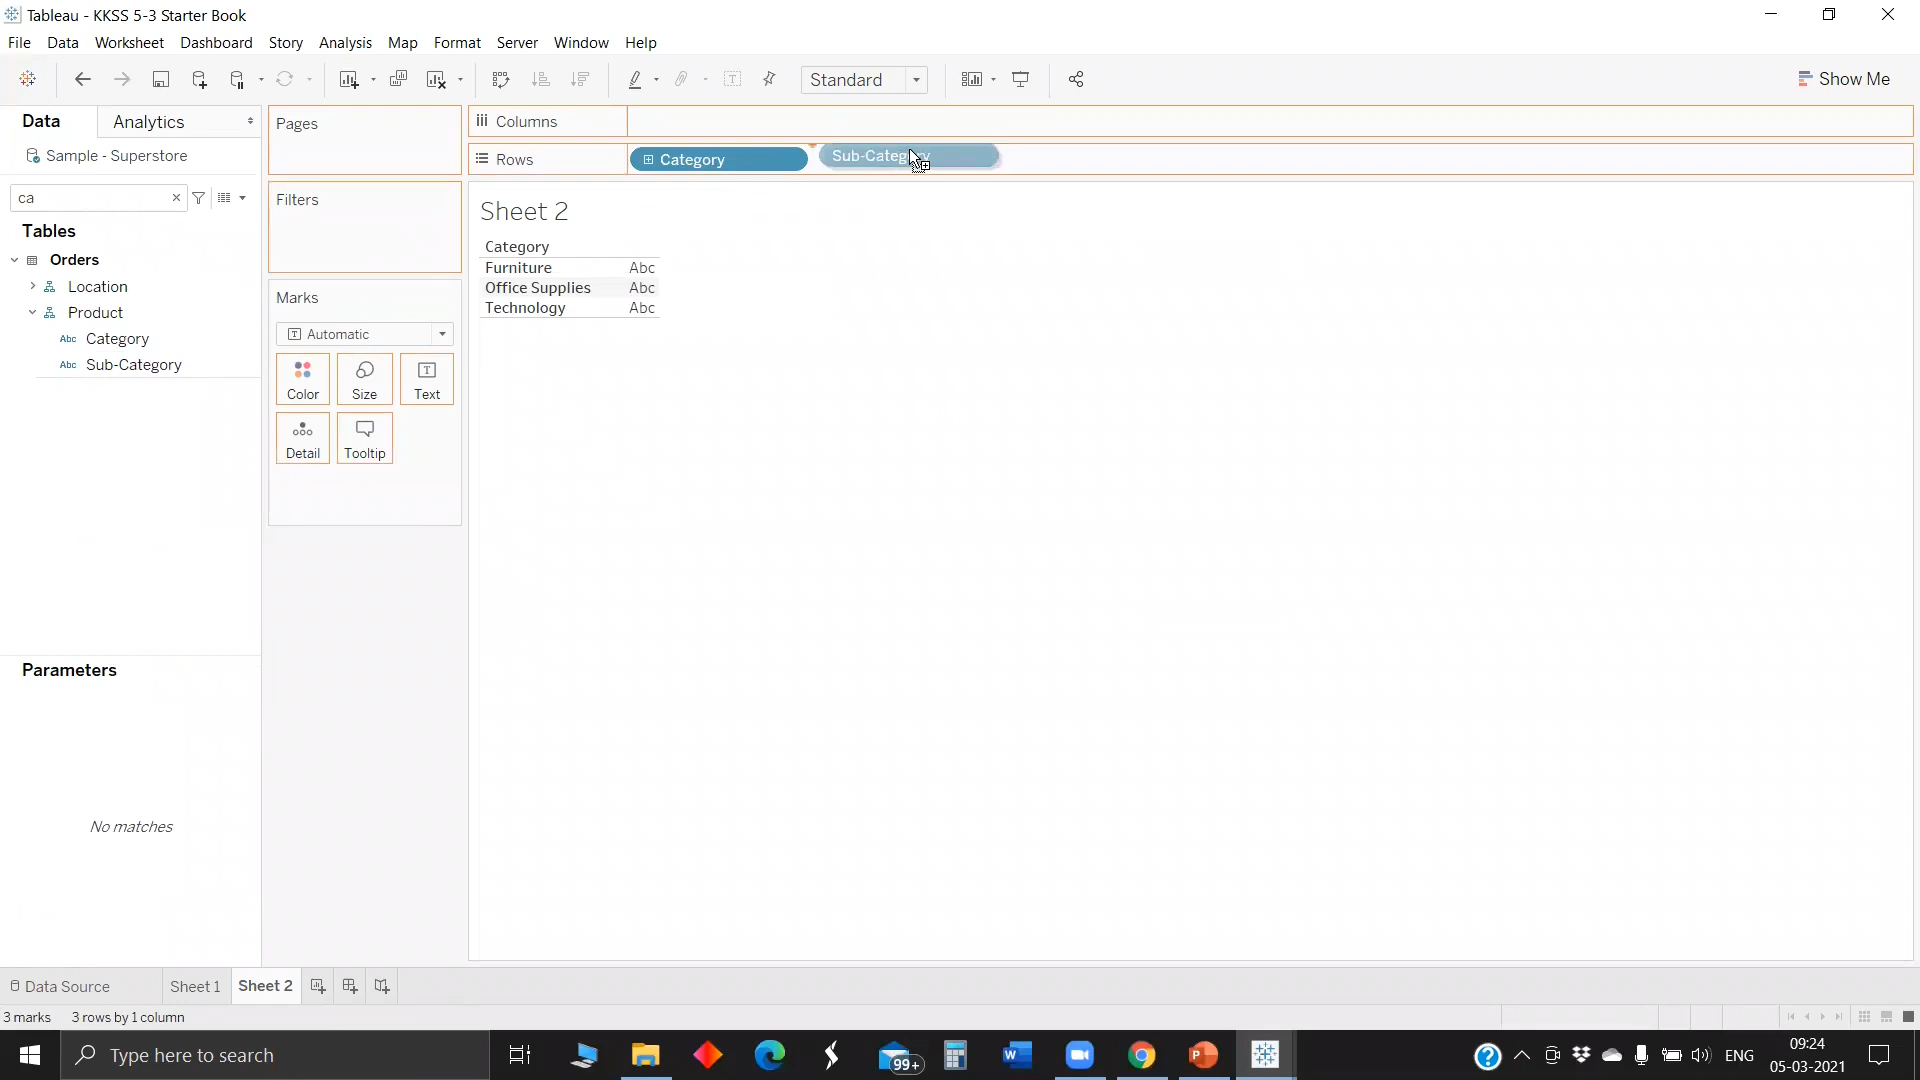 Tableau - KKSS 5-3 Starter Book
File Data Worksheet Dashboard Story Analysis Map Format Server Window Help
Standard
Show Me
Data Analytics
Pages
Columns
Sample - Superstore
Rows
Category
Sub-Category
ca
Filters
Sheet 2
Tables
Category
Orders
Furniture Abc
Location
Office Supplies Abc
Product
Marks
Technology Abc
Abc Category
Automatic
Abc Sub-Category
Color Size Text
Detail Tooltip
Parameters
No matches
Data Source Sheet 1 Sheet 2
3 marks 3 rows by 1 column
Type here to search
99+
ENG
09:24
05-03-2021